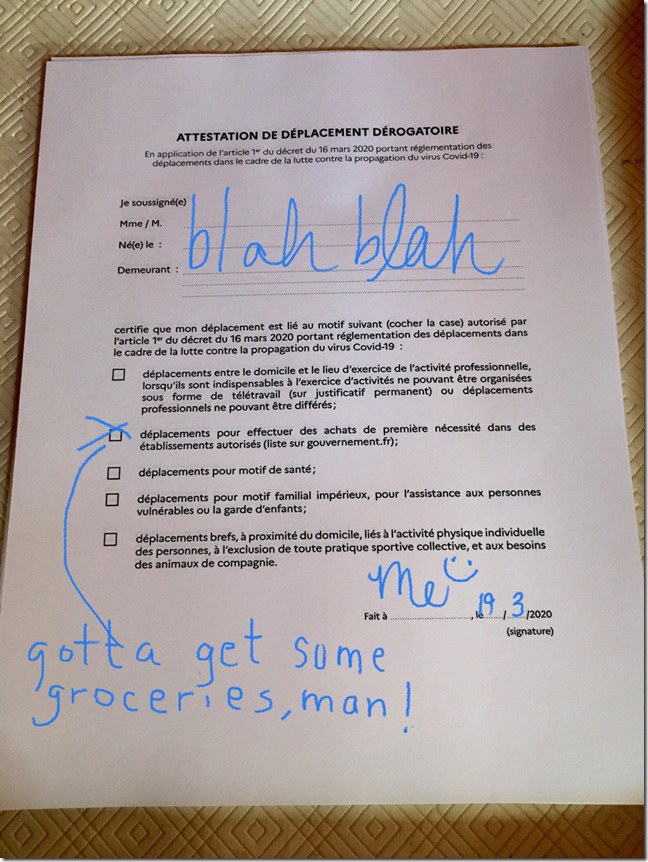 ATTESTATION DE DÉPLACEMENT DÉROGATOIRE
En application de l'article 1er du décret du 16 mars 2020 portant réglementation des
déplacements dans le cadre de la lutte contre la propagation du virus Covid-19 :
Je soussigné(e)
Mme / M.
blah blah
Né(e) le :
Demeurant :
certifie que mon déplacement est lié au motif suivant (cocher la case) autorisé par
l'article 1er du décret du 16 mars 2020 portant réglementation des déplacements dans
le cadre de la lutte contre la propagation du virus Covid-19 :
déplacements entre le domicile et le lieu d'exercice de l'activité professionnelle,
lorsqu'ils sont indispensables à l'exercice d'activités ne pouvant être organisées
sous forme de télétravail (sur justificatif permanent) ou déplacements
professionnels ne pouvant être différés;
déplacements pour effectuer des achats de première nécessité dans des
établissements autorisés (liste sur gouvernement.fr);
déplacements pour motif de santé;
déplacements pour motif familial impérieux, pour l'assistance aux personnes
vulnérables ou la garde d'enfants;
déplacements brefs, à proximité du domicile, liés à l'activité physique individuelle
des personnes, à l'exclusion de toute pratique sportive collective, et aux besoins
des animaux de compagnie.
Me
Fait à ........................, le 19 / 3 /2020
(signature)
gotta get some
groceries, man!